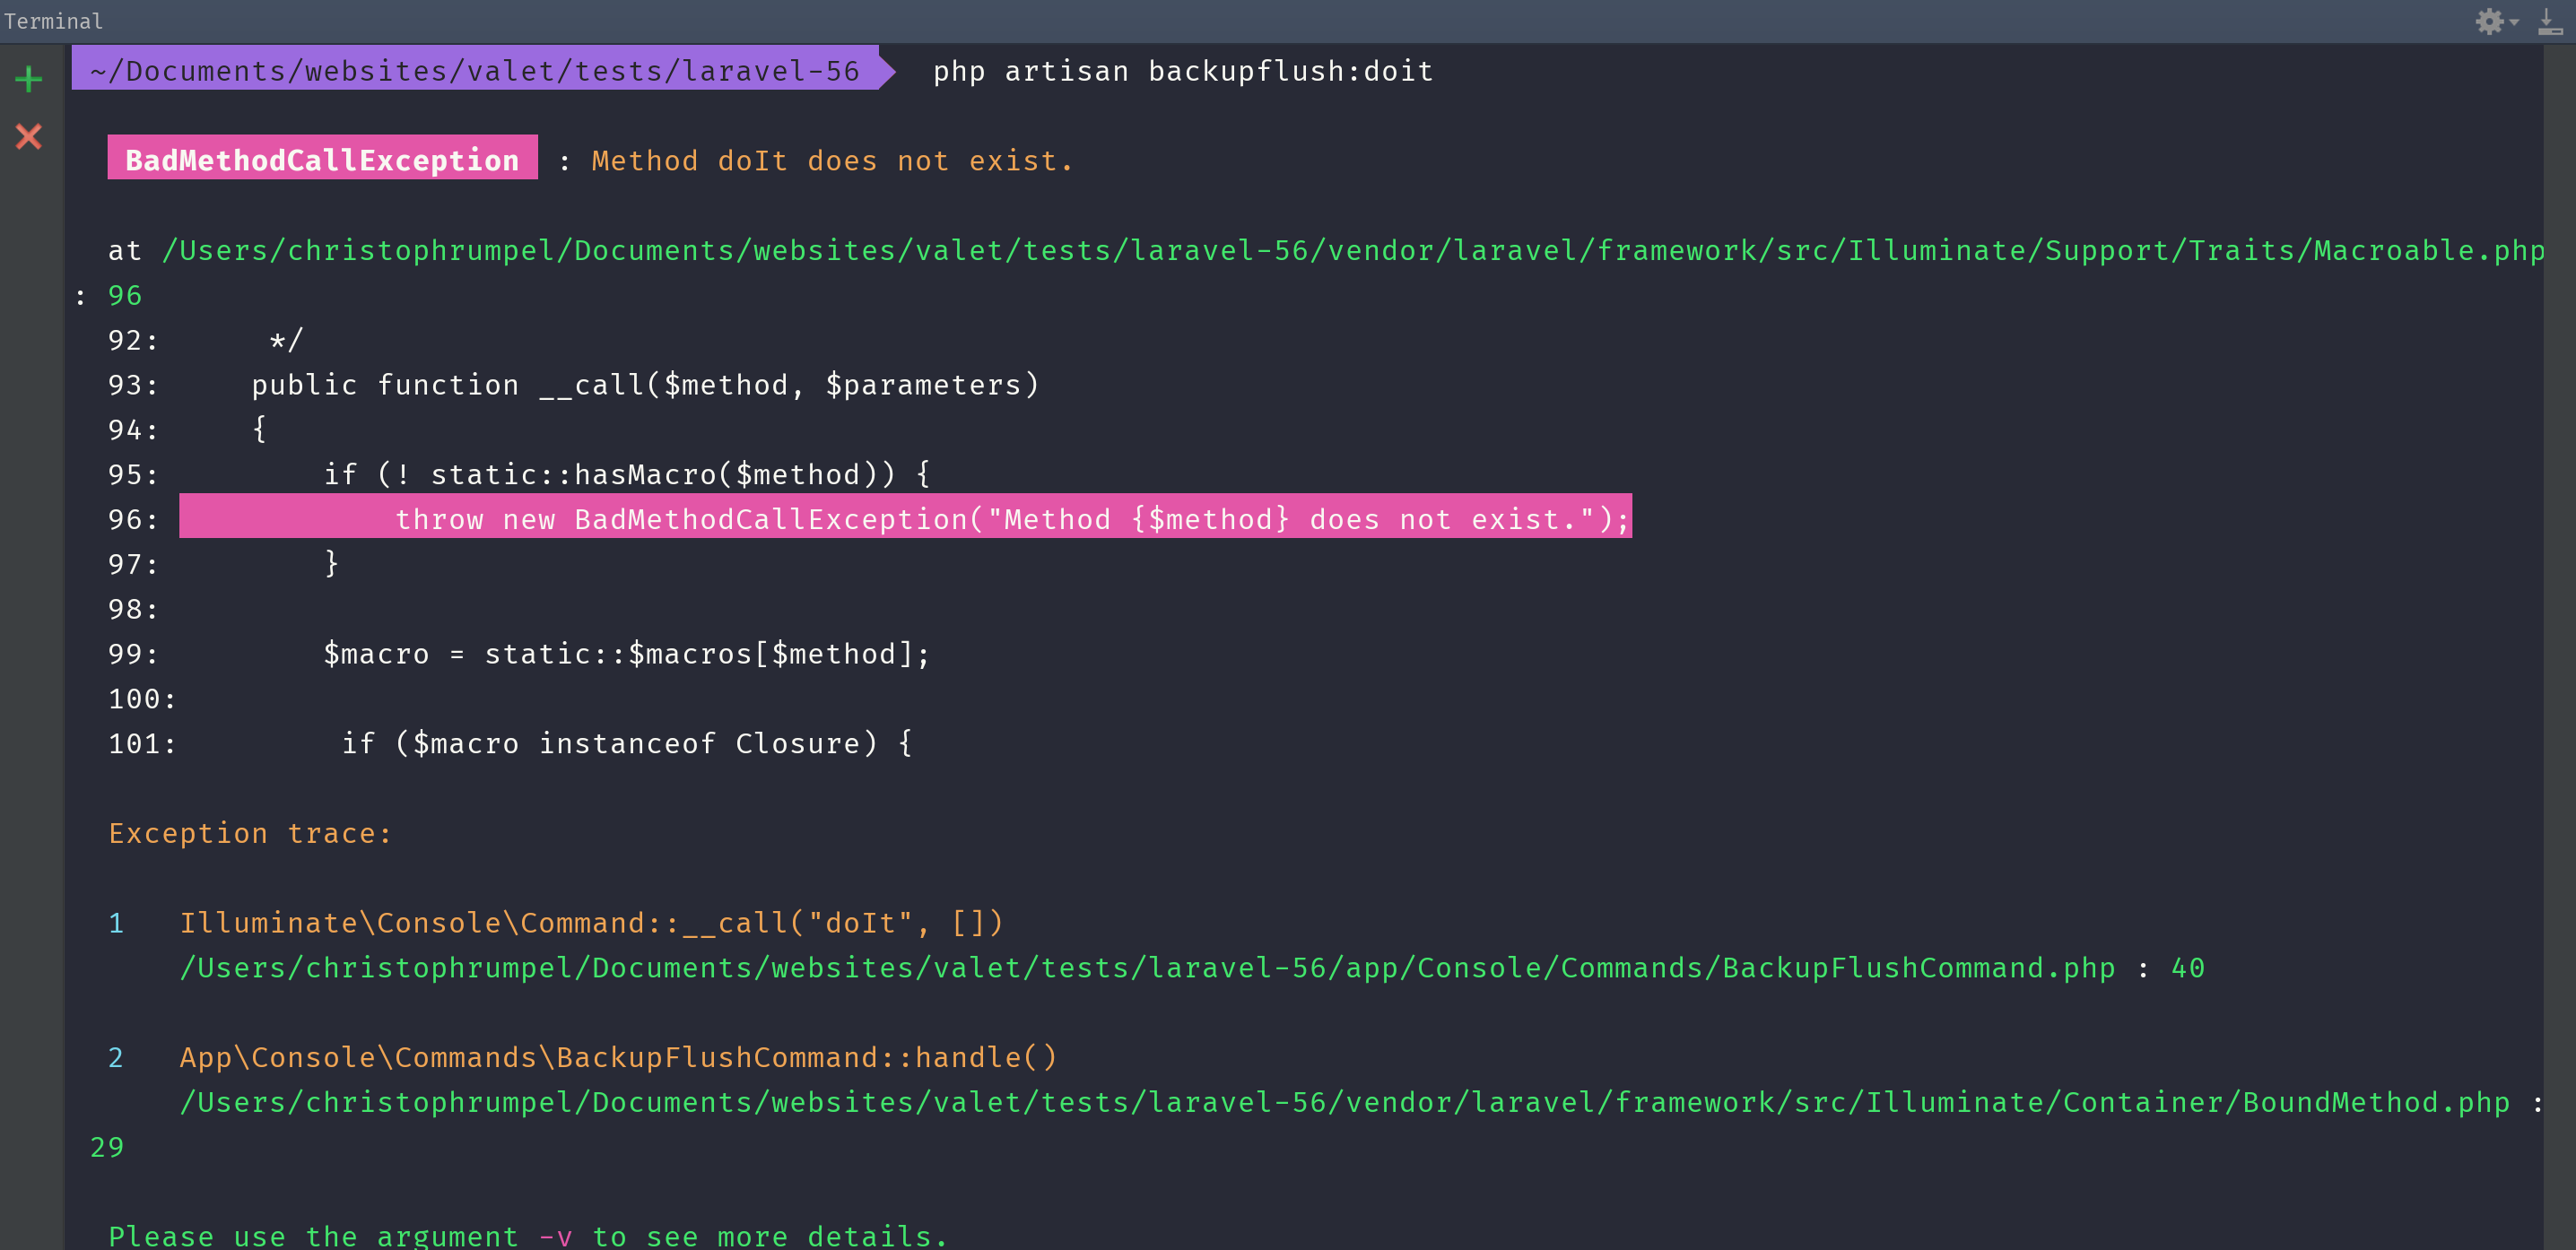 Terminal
~/Documents/websites/valet/tests/laravel-56 php artisan backupflush:doit
BadMethodCallException : Method doIt does not exist.
at /Users/christophrumpel/Documents/websites/valet/tests/laravel-56/vendor/laravel/framework/src/Illuminate/Support/Traits/Macroable.php
: 96
92: */
93: public function __call($method, $parameters)
94: {
95: if (! static::hasMacro($method)) {
96: throw new BadMethodCallException("Method {$method} does not exist.");
97: }
98:
99: $macro = static::$macros[$method];
100:
101: if ($macro instanceof Closure) {
Exception trace:
1 Illuminate\Console\Command::__call("doIt", [])
/Users/christophrumpel/Documents/websites/valet/tests/laravel-56/app/Console/Commands/BackupFlushCommand.php : 40
2 App\Console\Commands\BackupFlushCommand::handle()
/Users/christophrumpel/Documents/websites/valet/tests/laravel-56/vendor/laravel/framework/src/Illuminate/Container/BoundMethod.php :
29
Please use the argument -v to see more details.